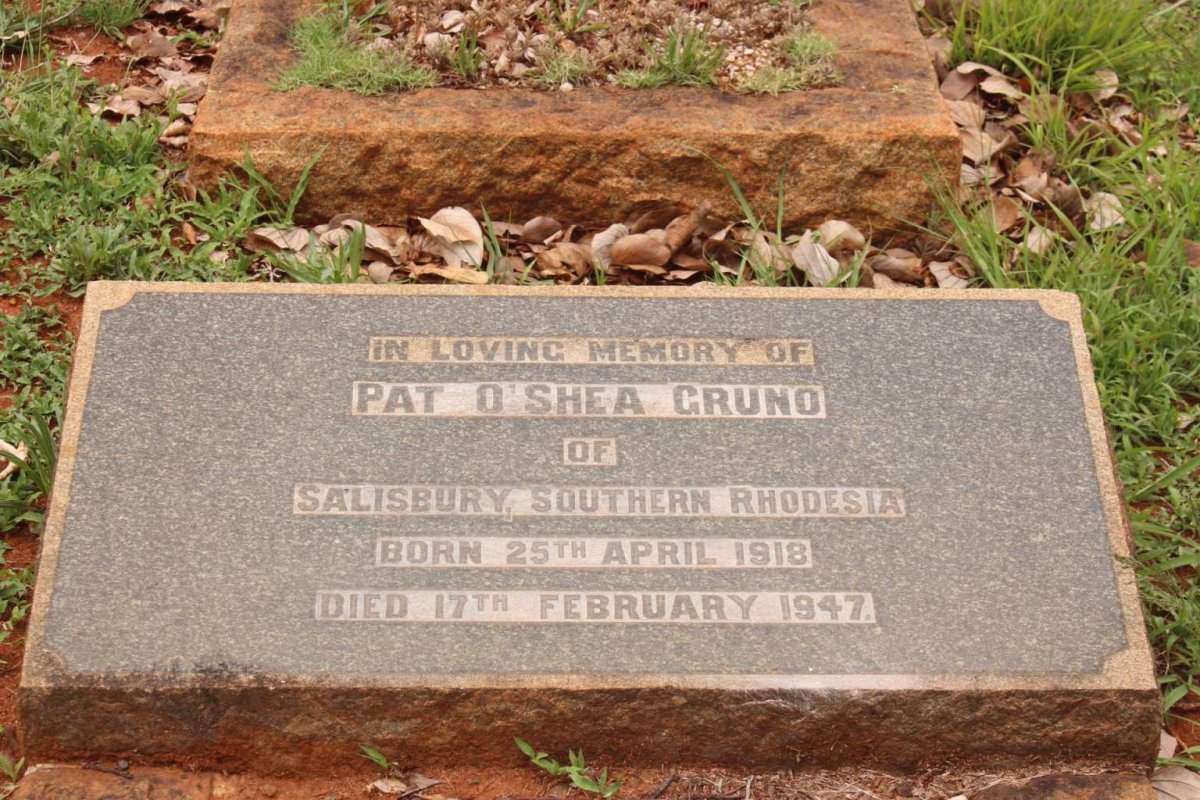 IN LOVING MEMORY OF
PAT O'SHEA GRUNO
OF
SALISBURY, SOUTHERN RHODESIA
BORN 25TH APRIL 1918
DIED 17TH FEBRUARY 1947.